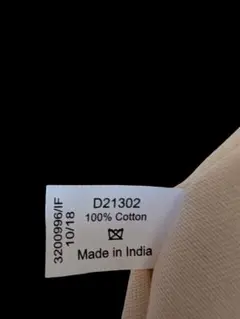 D21302
100% Cotton
Made in India
3200996/IF
10/18